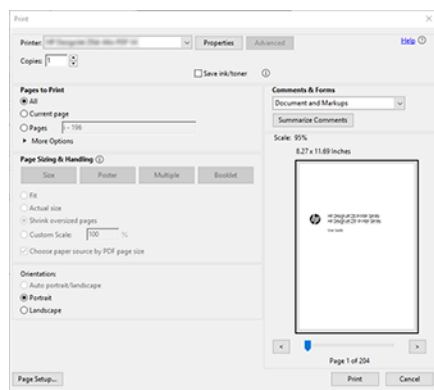 Print
Printer:
Properties
Advanced
Help
Copies: 1
Save ink/toner
Pages to Print
All
Current page
Pages - 196
More Options
Page Sizing & Handling
Size
Poster
Multiple
Booklet
Fit
Actual size
Shrink oversized pages
Custom Scale: 100 %
Choose paper source by PDF page size
Orientation:
Auto portrait/landscape
Portrait
Landscape
Comments & Forms
Document and Markups
Summarize Comments
Scale: 95%
8.27 x 11.69 Inches
hp
User Guide
<
>
Page 1 of 204
Page Setup...
Print
Cancel